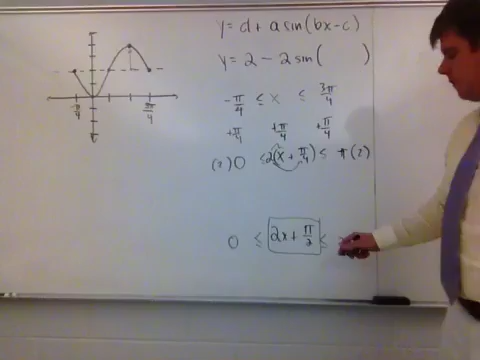 y = d + a sin(bx - c)
y = 2 - 2 sin(      )
-π/4 ≤ x ≤ 3π/4
+π/4 +π/4 +π/4
(2) 0 ≤ 2(x + π/4) ≤ π (2)
0 ≤ 2x + π/2 ≤
-π/4 3π/4